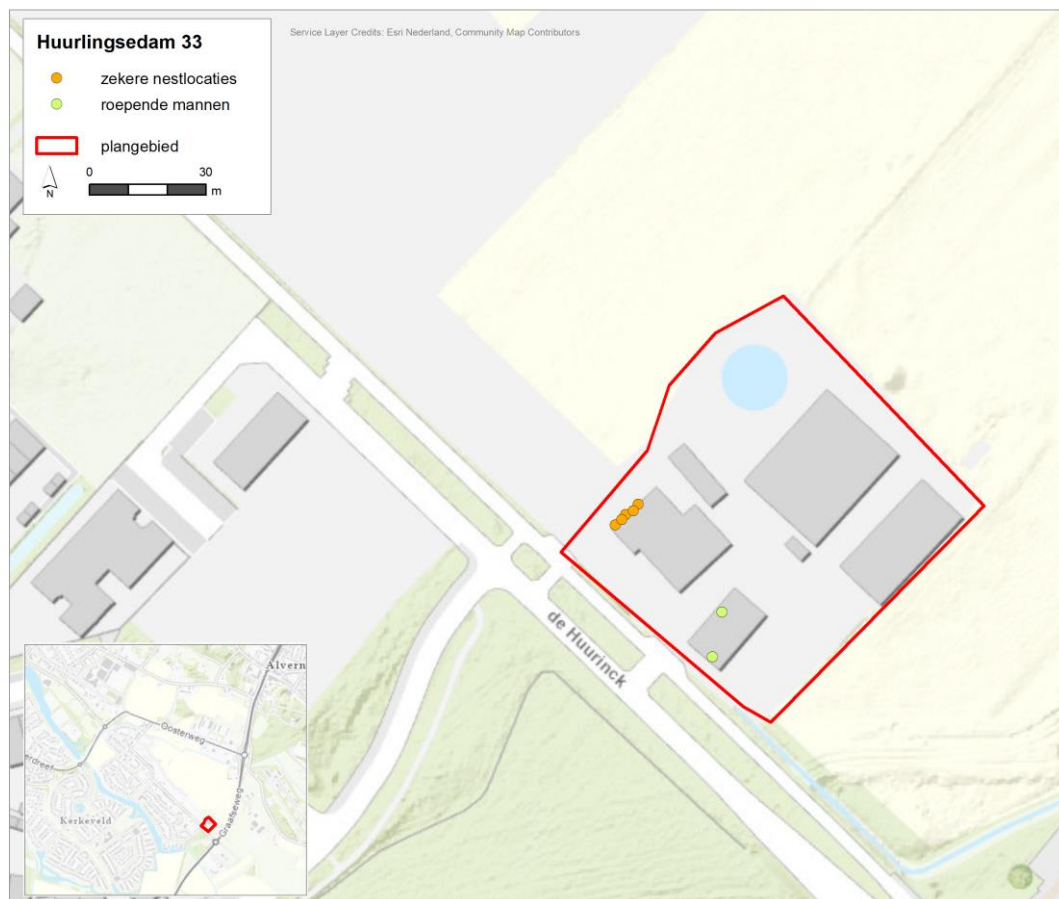 Huurlingsedam 33
Service Layer Credits: Esri Nederland, Community Map Contributors
zekere nestlocaties
roepende mannen
plangebied
0 30
N
m
de Huurinck
Alvern
Oosterweg
erdreef
Kerkeveld
Graafseweg